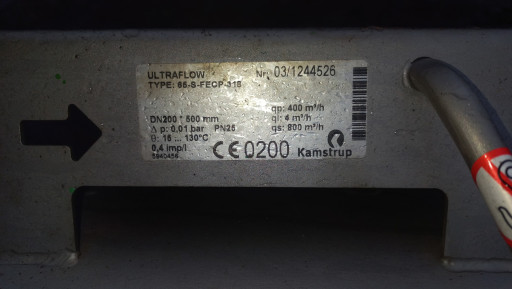 ULTRAFLOW Nr. 03/1244526
TYPE: 65-S-FECP-318
DN200 * 500 mm qp: 400 m³/h
Δ p: 0,01 bar PN25 qi: 4 m³/h
θ: 15 ... 130°C qs: 800 m³/h
0,4 imp/l CE 0200 Kamstrup